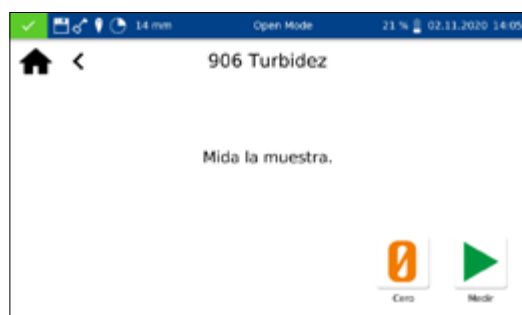 14 mm Open Mode 21 % 02.11.2020 14:05
906 Turbidez
Mida la muestra.
0
Cero Medir